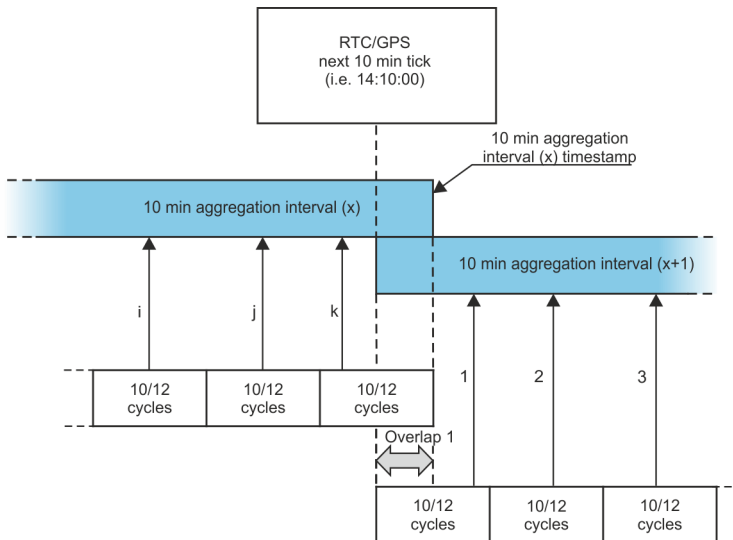 RTC/GPS
next 10 min tick
(i.e. 14:10:00)
10 min aggregation
interval (x) timestamp
10 min aggregation interval (x)
10 min aggregation interval (x+1)
i
j
k
1
2
3
10/12
cycles
10/12
cycles
10/12
cycles
Overlap 1
10/12
cycles
10/12
cycles
10/12
cycles